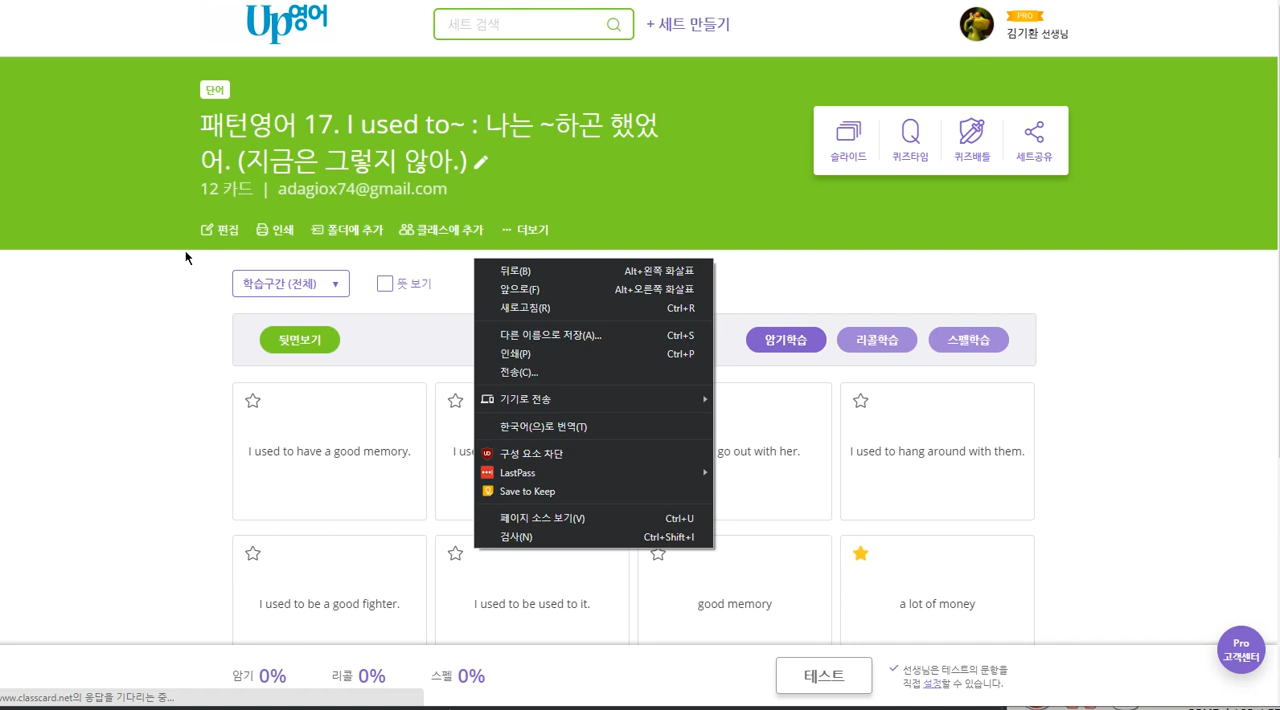 Up영어
세트 검색
+ 세트 만들기
PRO
김기환 선생님
단어
패턴영어 17. I used to~ : 나는 ~하곤 했었
어. (지금은 그렇지 않아.)
12 카드 | adagiox74@gmail.com
슬라이드
퀴즈타임
퀴즈배틀
세트공유
편집
인쇄
폴더에 추가
클래스에 추가
··· 더보기
학습구간 (전체) ▼
뜻 보기
뒷면보기
암기학습
리콜학습
스펠학습
뒤로(B) Alt+왼쪽 화살표
앞으로(F) Alt+오른쪽 화살표
새로고침(R) Ctrl+R
다른 이름으로 저장(A)... Ctrl+S
인쇄(P) Ctrl+P
전송(C)...
기기로 전송
한국어(으)로 번역(T)
구성 요소 차단
LastPass
Save to Keep
페이지 소스 보기(V) Ctrl+U
검사(N) Ctrl+Shift+I
I used to have a good memory.
I use
go out with her.
I used to hang around with them.
I used to be a good fighter.
I used to be used to it.
good memory
a lot of money
Pro
고객센터
암기 0%
리콜 0%
스펠 0%
테스트
선생님은 테스트의 문항을
직접 설정할 수 있습니다.
www.classcard.net의 응답을 기다리는 중...